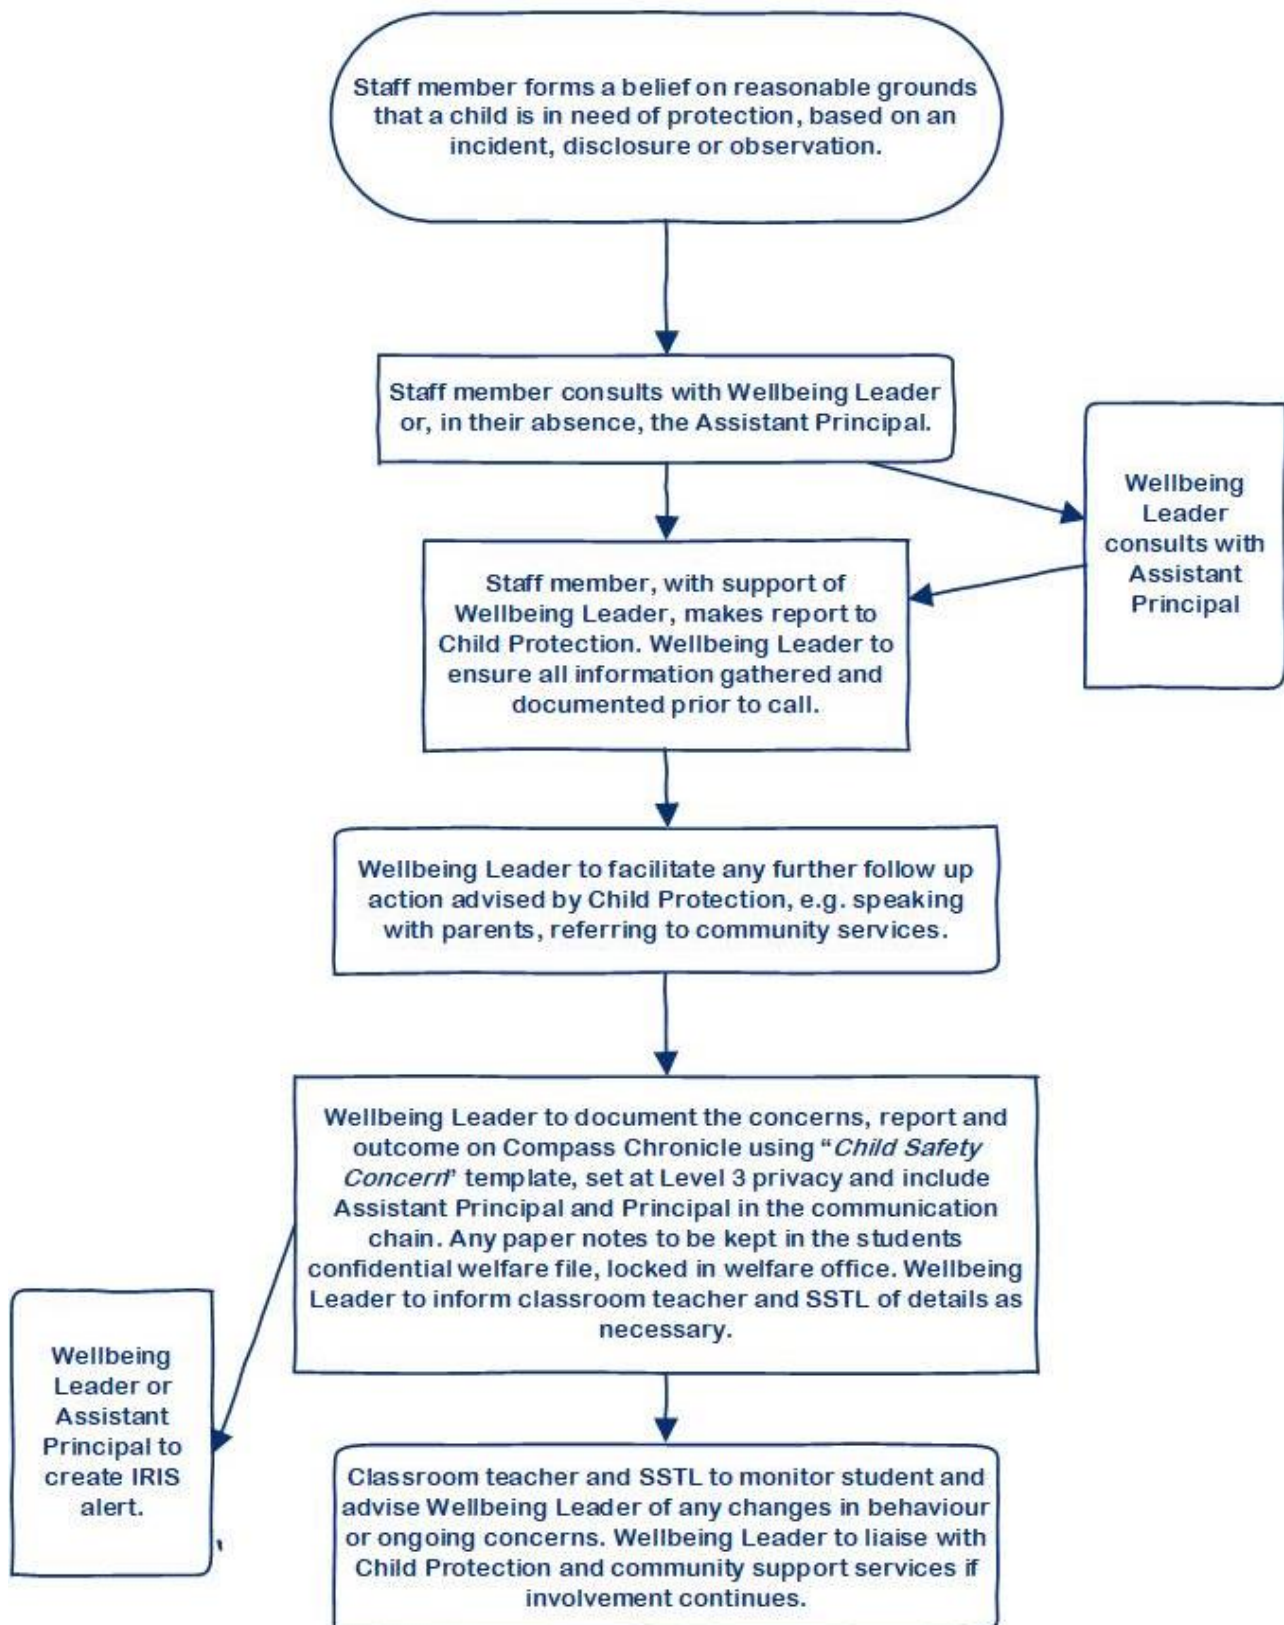 Staff member forms a belief on reasonable grounds
that a child is in need of protection, based on an
incident, disclosure or observation.
Staff member consults with Wellbeing Leader
or, in their absence, the Assistant Principal.
Wellbeing
Leader
consults with
Assistant
Principal
Staff member, with support of
Wellbeing Leader, makes report to
Child Protection. Wellbeing Leader to
ensure all information gathered and
documented prior to call.
Wellbeing Leader to facilitate any further follow up
action advised by Child Protection, e.g. speaking
with parents, referring to community services.
Wellbeing Leader to document the concerns, report and
outcome on Compass Chronicle using “Child Safety
Concern” template, set at Level 3 privacy and include
Assistant Principal and Principal in the communication
chain. Any paper notes to be kept in the students
confidential welfare file, locked in welfare office. Wellbeing
Leader to inform classroom teacher and SSTL of details as
necessary.
Wellbeing
Leader or
Assistant
Principal to
create IRIS
alert.
Classroom teacher and SSTL to monitor student and
advise Wellbeing Leader of any changes in behaviour
or ongoing concerns. Wellbeing Leader to liaise with
Child Protection and community support services if
involvement continues.